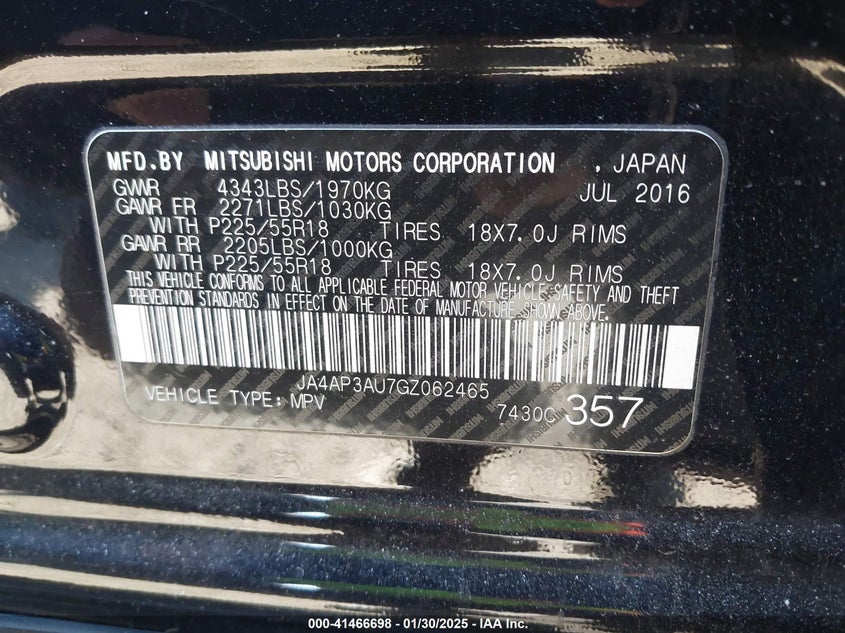 MFD.BY MITSUBISHI MOTORS CORPORATION , JAPAN
GVWR 4343LBS/1970KG JUL 2016
GAWR FR 2271LBS/1030KG
WITH P225/55R18 TIRES 18X7.0J RIMS
GAWR RR 2205LBS/1000KG
WITH P225/55R18 TIRES 18X7.0J RIMS
THIS VEHICLE CONFORMS TO ALL APPLICABLE FEDERAL MOTOR VEHICLE SAFETY AND THEFT
PREVENTION STANDARDS IN EFFECT ON THE DATE OF MANUFACTURE SHOWN ABOVE.
JA4AP3AU7GZ062465
VEHICLE TYPE: MPV 7430C 357
000-41466698 - 01/30/2025 - IAA Inc.